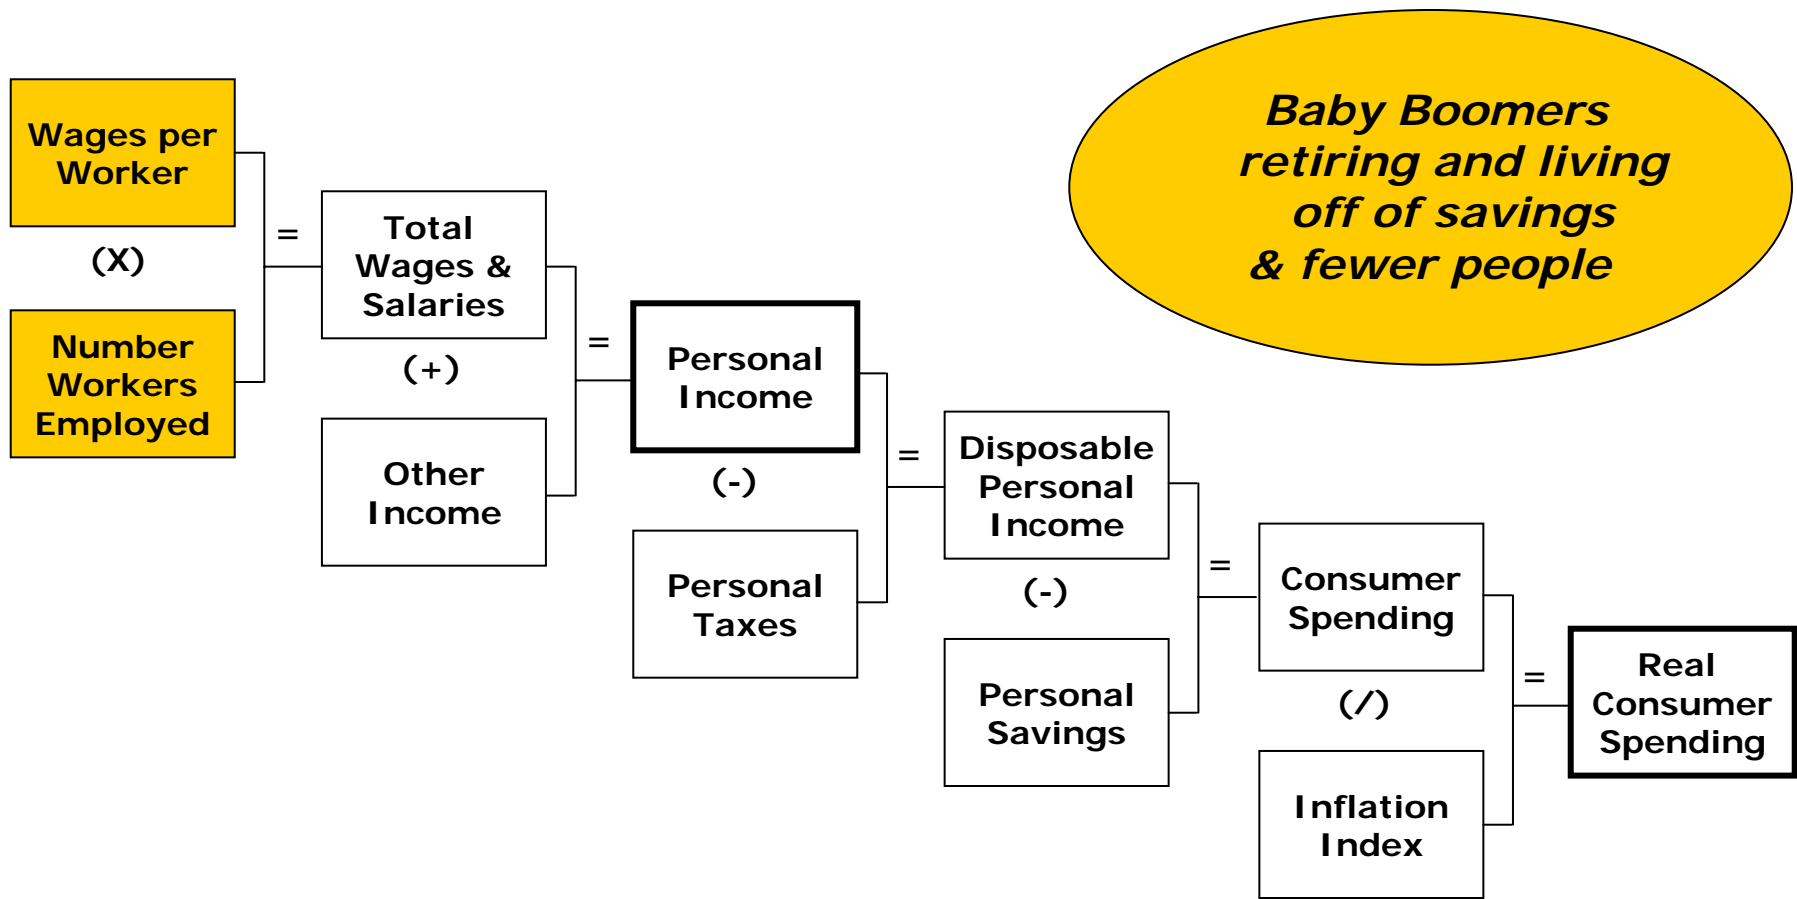 Baby Boomers
retiring and living
off of savings
& fewer people
Wages per
Worker
(X)
Number
Workers
Employed
=
Total
Wages &
Salaries
(+)
Other
Income
=
Personal
Income
(-)
Personal
Taxes
=
Disposable
Personal
Income
(-)
Personal
Savings
=
Consumer
Spending
(/)
Inflation
Index
=
Real
Consumer
Spending